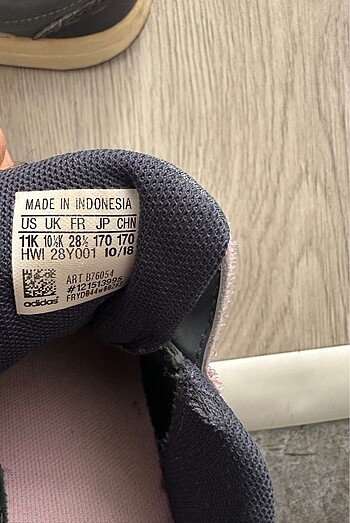 MADE IN INDONESIA
US UK FR JP CHN
11K 10½K 28½ 170 170
HWI 28Y001 10/18
ART B76054
#121513995
adidas